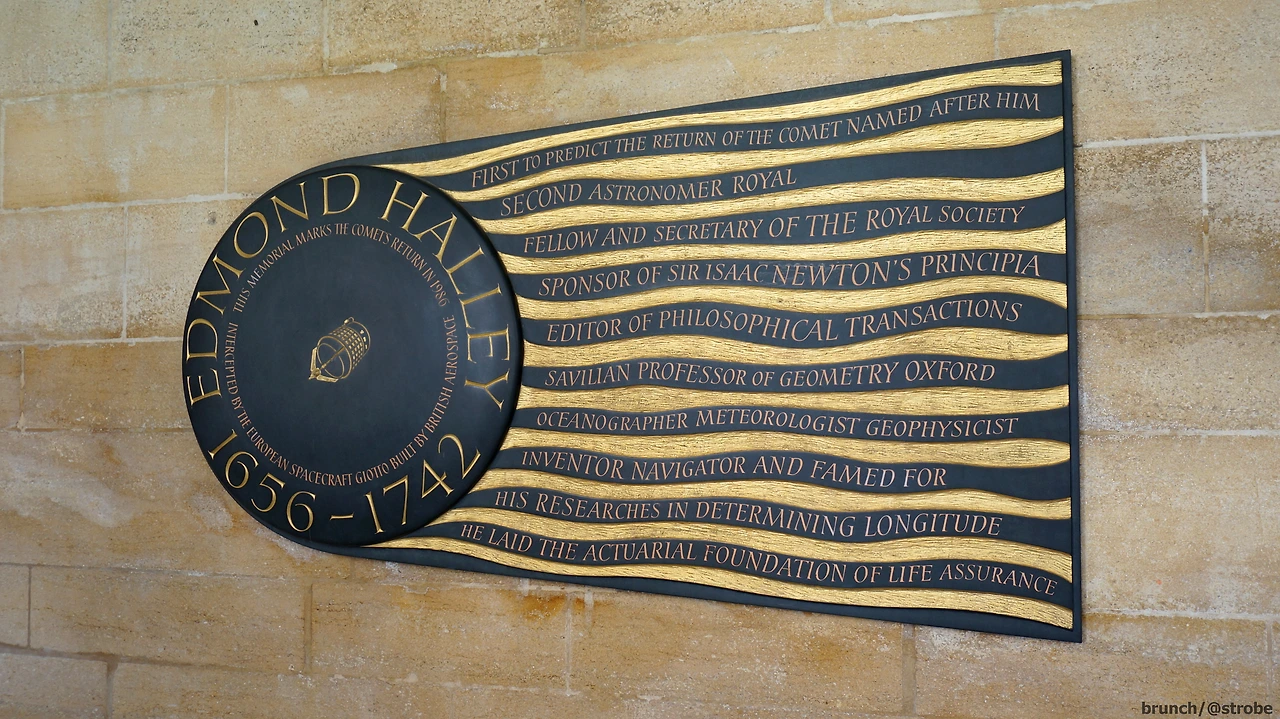 EDMOND HALLEY
1656-1742
THIS MEMORIAL MARKS THE COMET'S RETURN IN 1986
INTERCEPTED BY THE EUROPEAN SPACECRAFT GIOTTO BUILT BY BRITISH AEROSPACE
FIRST TO PREDICT THE RETURN OF THE COMET NAMED AFTER HIM
SECOND ASTRONOMER ROYAL
FELLOW AND SECRETARY OF THE ROYAL SOCIETY
SPONSOR OF SIR ISAAC NEWTON'S PRINCIPIA
EDITOR OF PHILOSOPHICAL TRANSACTIONS
SAVILIAN PROFESSOR OF GEOMETRY OXFORD
OCEANOGRAPHER METEOROLOGIST GEOPHYSICIST
INVENTOR NAVIGATOR AND FAMED FOR
HIS RESEARCHES IN DETERMINING LONGITUDE
HE LAID THE ACTUARIAL FOUNDATION OF LIFE ASSURANCE
brunch/@strobe